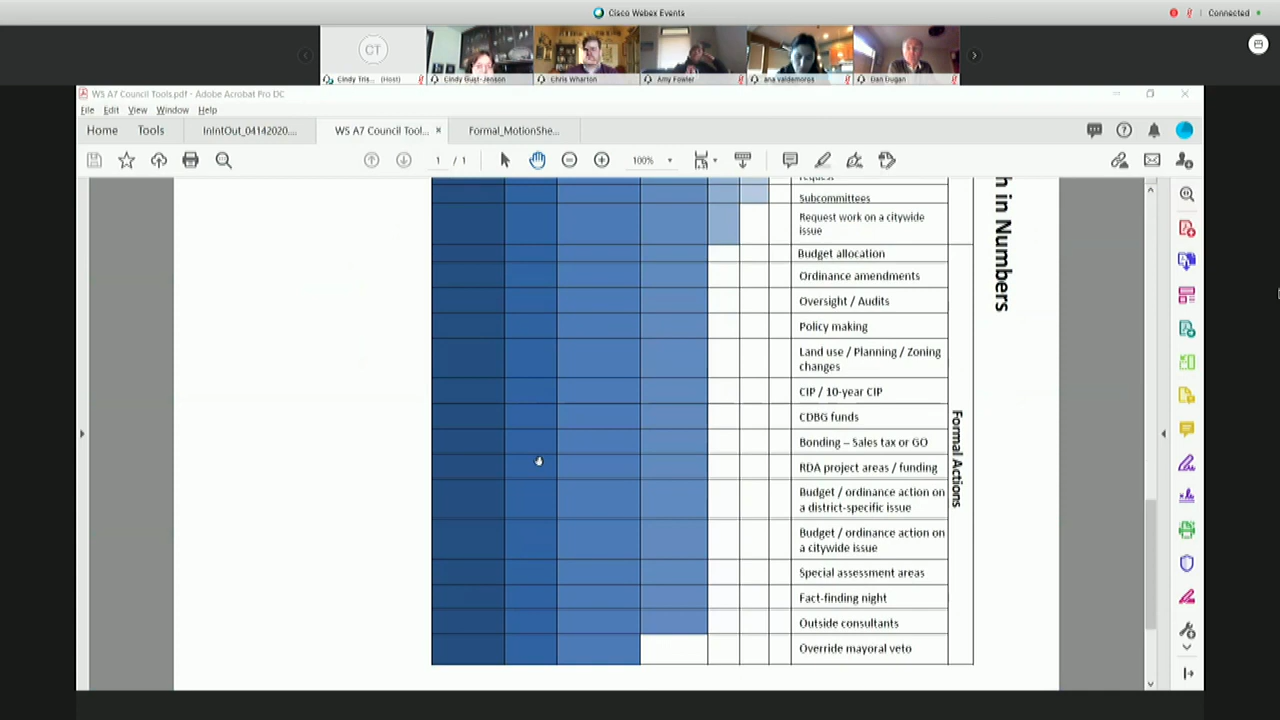 Cisco Webex Events
Connected
CT
Cindy Tris... (Host)
Cindy Gust-Jenson
Chris Wharton
Amy Fowler
ana valdemoros
Dan Dugan
WS A7 Council Tools.pdf - Adobe Acrobat Pro DC
File Edit View Window Help
Home Tools InIntOut_04142020.... WS A7 Council Tool... × Formal_MotionShe...
1 / 1 100%
request
Subcommittees
Request work on a citywide
issue
Budget allocation
Ordinance amendments
Oversight / Audits
Policy making
Land use / Planning / Zoning
changes
CIP / 10-year CIP
CDBG funds
Bonding – Sales tax or GO
RDA project areas / funding
Budget / ordinance action on
a district-specific issue
Budget / ordinance action on
a citywide issue
Special assessment areas
Fact-finding night
Outside consultants
Override mayoral veto
Formal Actions
h in Numbers